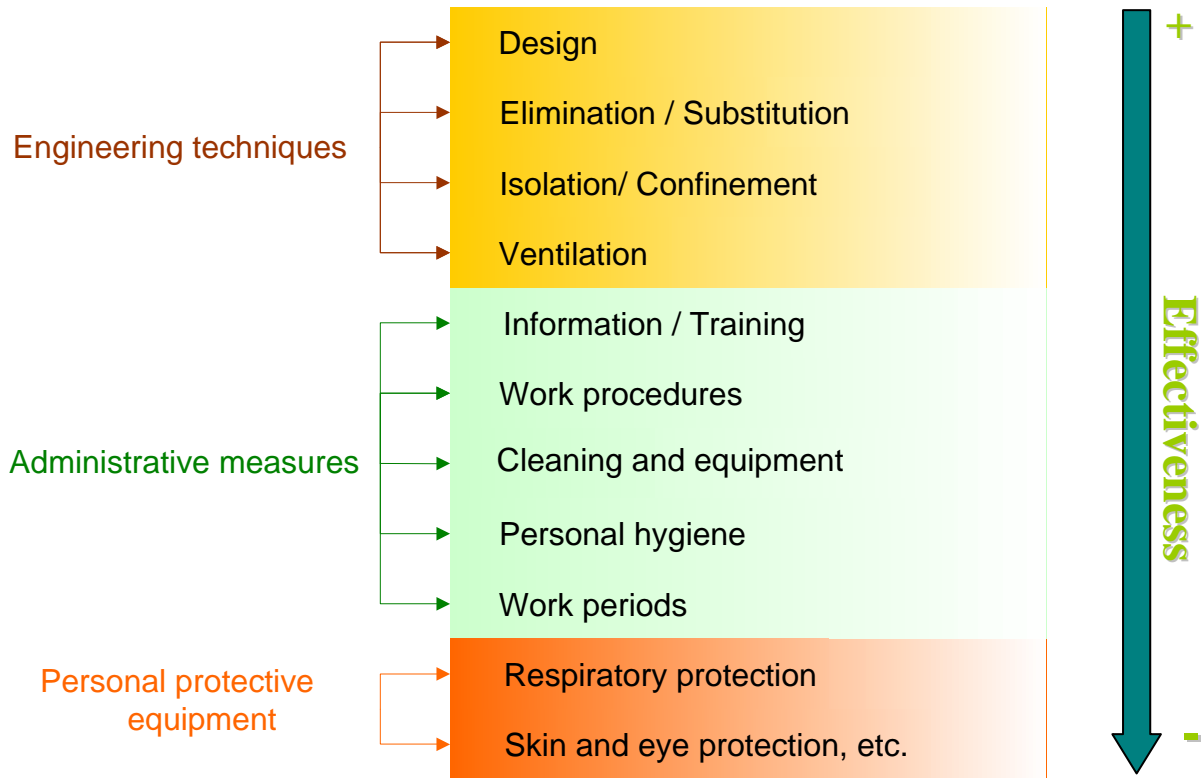 Engineering techniques
Design
Elimination / Substitution
Isolation/ Confinement
Ventilation
Administrative measures
Information / Training
Work procedures
Cleaning and equipment
Personal hygiene
Work periods
Personal protective
equipment
Respiratory protection
Skin and eye protection, etc.
+
Effectiveness
-